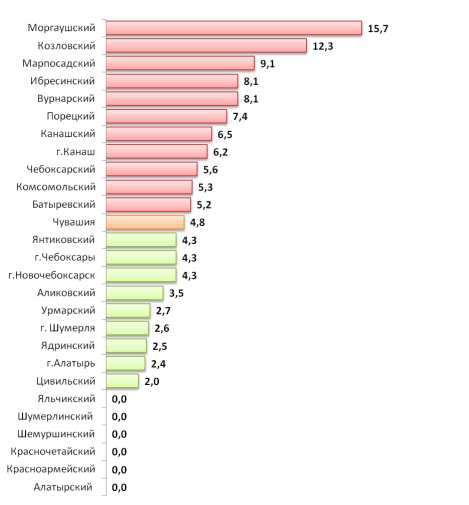 Моргаушский 15,7
Козловский 12,3
Марпосадский 9,1
Ибресинский 8,1
Вурнарский 8,1
Порецкий 7,4
Канашский 6,5
г.Канаш 6,2
Чебоксарский 5,6
Комсомольский 5,3
Батыревский 5,2
Чувашия 4,8
Янтиковский 4,3
г.Чебоксары 4,3
г.Новочебоксарск 4,3
Аликовский 3,5
Урмарский 2,7
г. Шумерля 2,6
Ядринский 2,5
г.Алатырь 2,4
Цивильский 2,0
Яльчикский 0,0
Шумерлинский 0,0
Шемуршинский 0,0
Красночетайский 0,0
Красноармейский 0,0
Алатырский 0,0